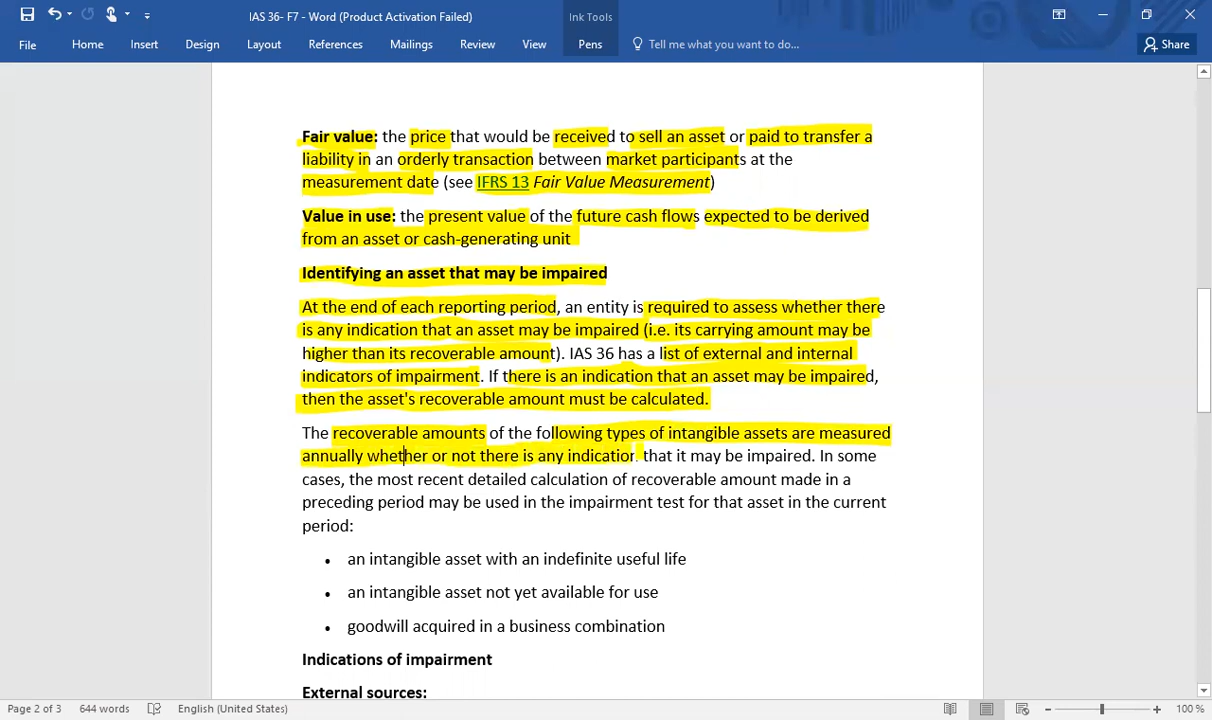 IAS 36- F7 - Word (Product Activation Failed)
Ink Tools
File
Home
Insert
Design
Layout
References
Mailings
Review
View
Pens
Tell me what you want to do...
Share
Fair value: the price that would be received to sell an asset or paid to transfer a
liability in an orderly transaction between market participants at the
measurement date (see IFRS 13 Fair Value Measurement)
Value in use: the present value of the future cash flows expected to be derived
from an asset or cash-generating unit
Identifying an asset that may be impaired
At the end of each reporting period, an entity is required to assess whether there
is any indication that an asset may be impaired (i.e. its carrying amount may be
higher than its recoverable amount). IAS 36 has a list of external and internal
indicators of impairment. If there is an indication that an asset may be impaired,
then the asset's recoverable amount must be calculated.
The recoverable amounts of the following types of intangible assets are measured
annually whether or not there is any indication that it may be impaired. In some
cases, the most recent detailed calculation of recoverable amount made in a
preceding period may be used in the impairment test for that asset in the current
period:
• an intangible asset with an indefinite useful life
• an intangible asset not yet available for use
• goodwill acquired in a business combination
Indications of impairment
External sources:
Page 2 of 3
644 words
English (United States)
100 %